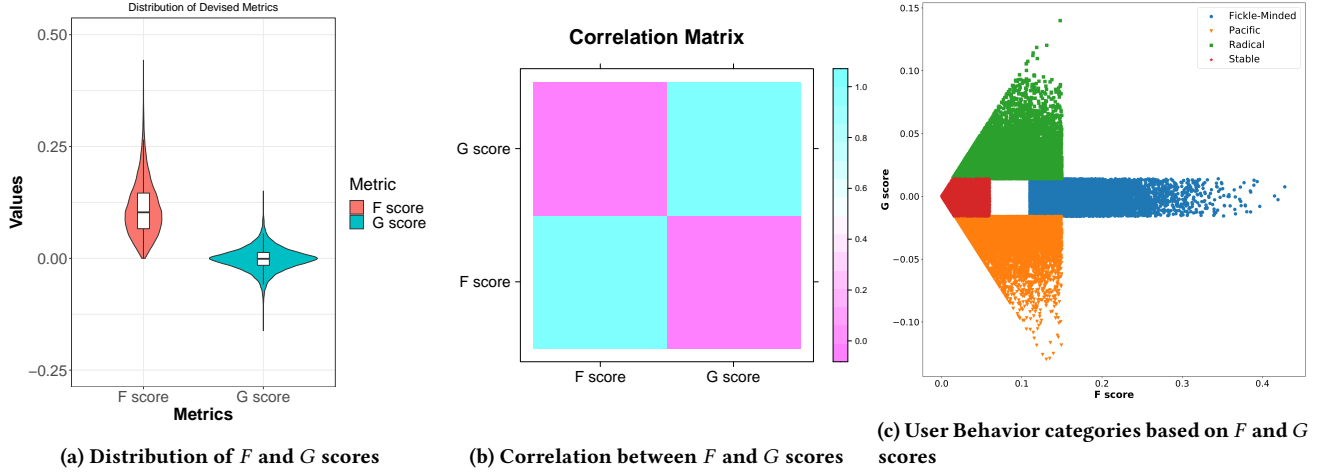 Distribution of Devised Metrics
0.50
0.25
0.00
−0.25
Values
F score
G score
Metrics
Metric
F score
G score
(a) Distribution of F and G scores
Correlation Matrix
G score
F score
F score
G score
1.0
0.8
0.6
0.4
0.2
0.0
(b) Correlation between F and G scores
0.15
0.10
0.05
0.00
−0.05
−0.10
G score
0.0
0.1
0.2
0.3
0.4
F score
Fickle-Minded
Pacific
Radical
Stable
(c) User Behavior categories based on F and G
scores